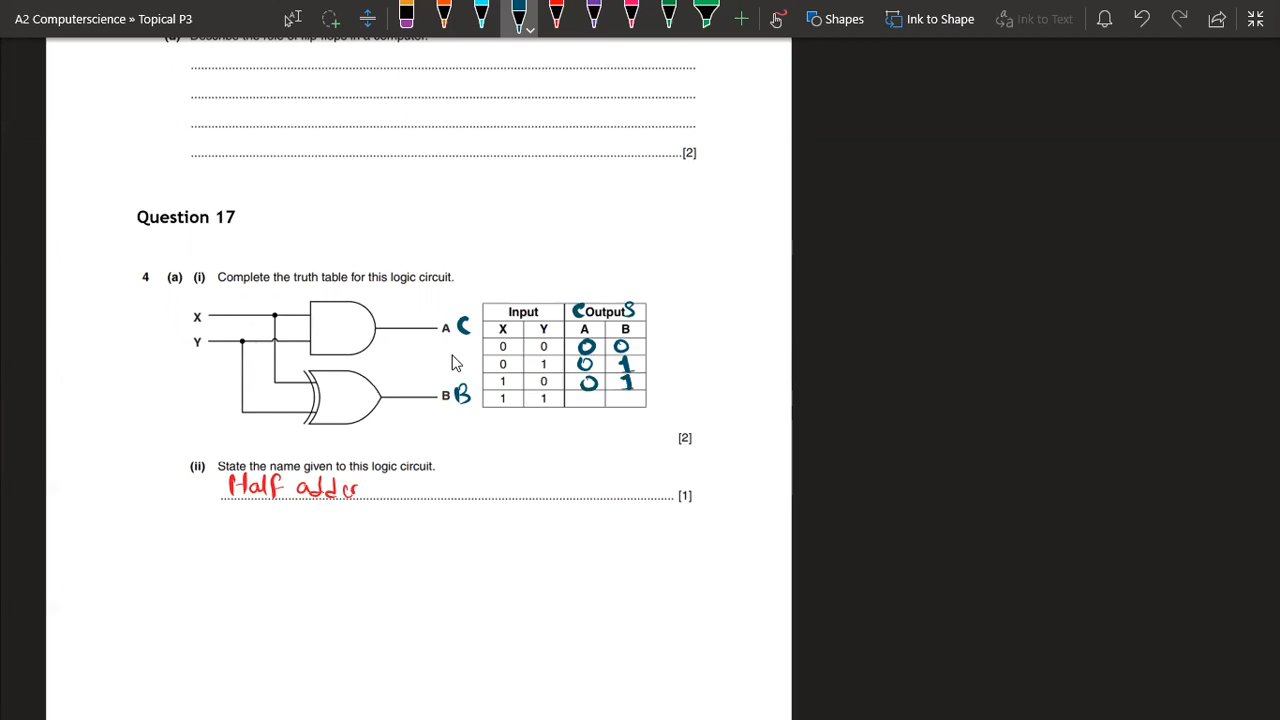 A2 Computerscience » Topical P3
Shapes
Ink to Shape
Ink to Text
[2]
Question 17
4 (a) (i) Complete the truth table for this logic circuit.
X
Y
A C
B B
Input C Output S
X Y A B
0 0 0 0
0 1 0 1
1 0 0 1
1 1
[2]
(ii) State the name given to this logic circuit.
Half adder
[1]